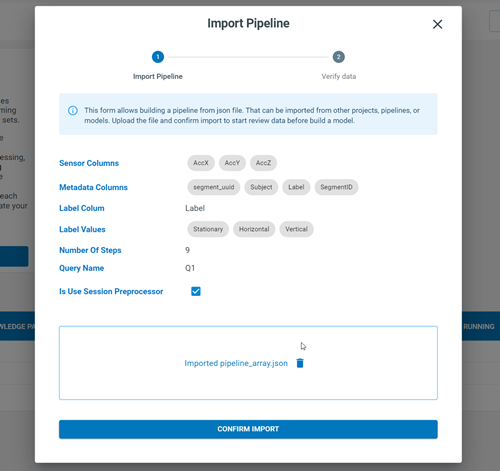 Import Pipeline
1
2
Import Pipeline
Verify data
This form allows building a pipeline from json file. That can be imported from other projects, pipelines, or
models. Upload the file and confirm import to start review data before build a model.
Sensor Columns AccX AccY AccZ
Metadata Columns segment_uuid Subject Label SegmentID
Label Colum Label
Label Values Stationary Horizontal Vertical
Number Of Steps 9
Query Name Q1
Is Use Session Preprocessor
Imported pipeline_array.json
CONFIRM IMPORT
es
rning
sets.
e
cessing,
g
e
each
ate your
WLEDGE PA
RUNNING